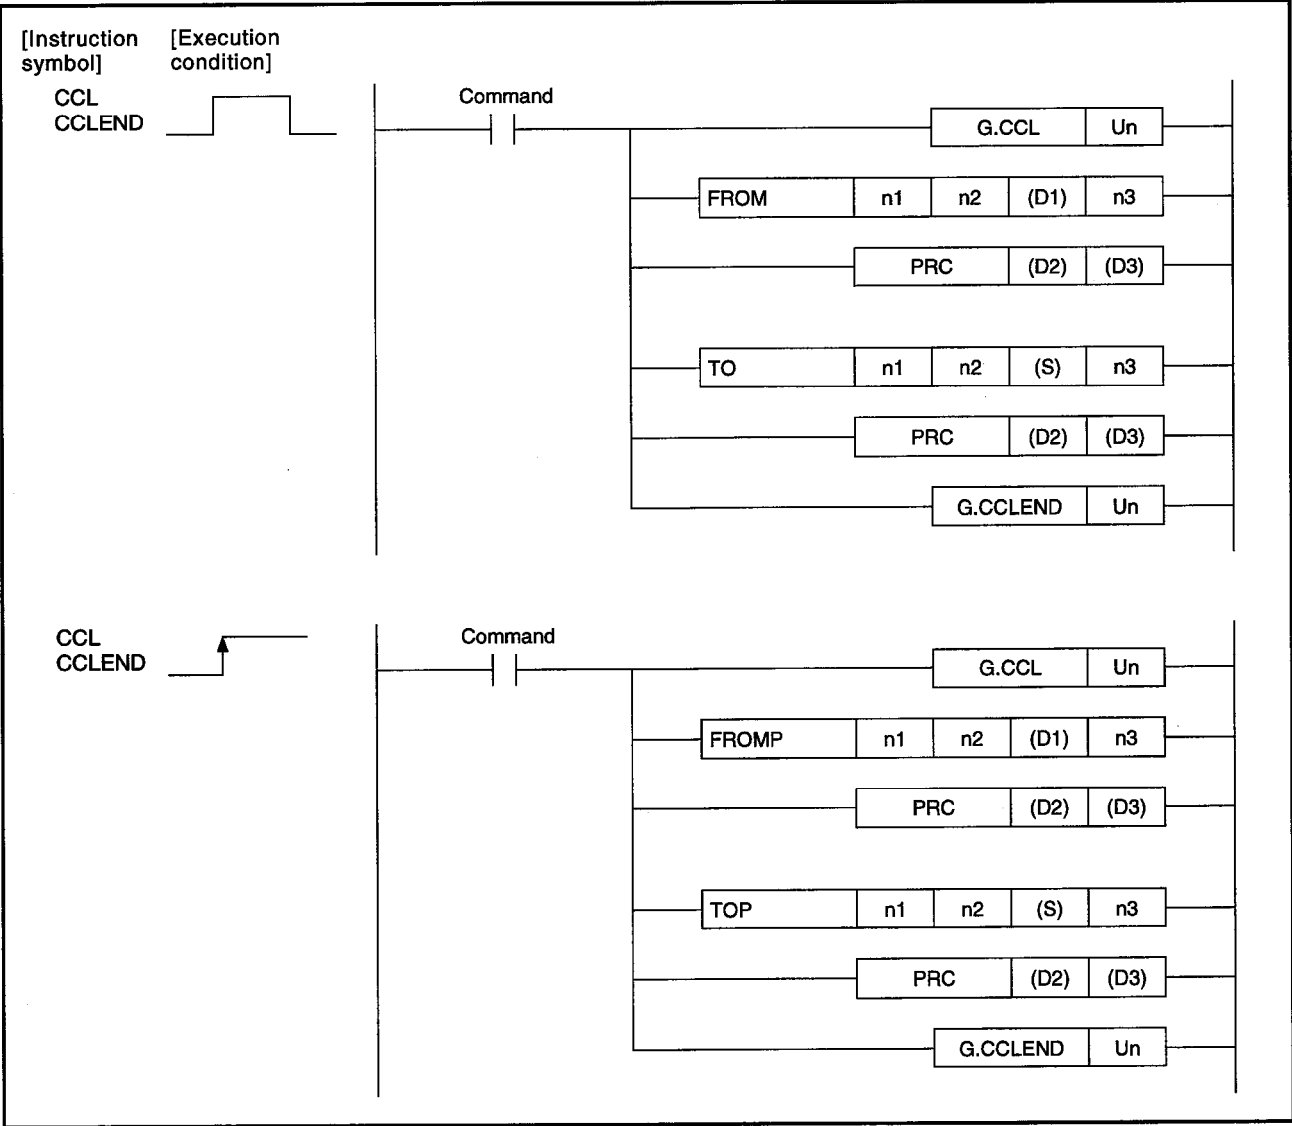 [Instruction symbol] [Execution condition]
CCL
CCLEND
Command
G.CCL Un
FROM n1 n2 (D1) n3
PRC (D2) (D3)
TO n1 n2 (S) n3
PRC (D2) (D3)
G.CCLEND Un
CCL
CCLEND
Command
G.CCL Un
FROMP n1 n2 (D1) n3
PRC (D2) (D3)
TOP n1 n2 (S) n3
PRC (D2) (D3)
G.CCLEND Un